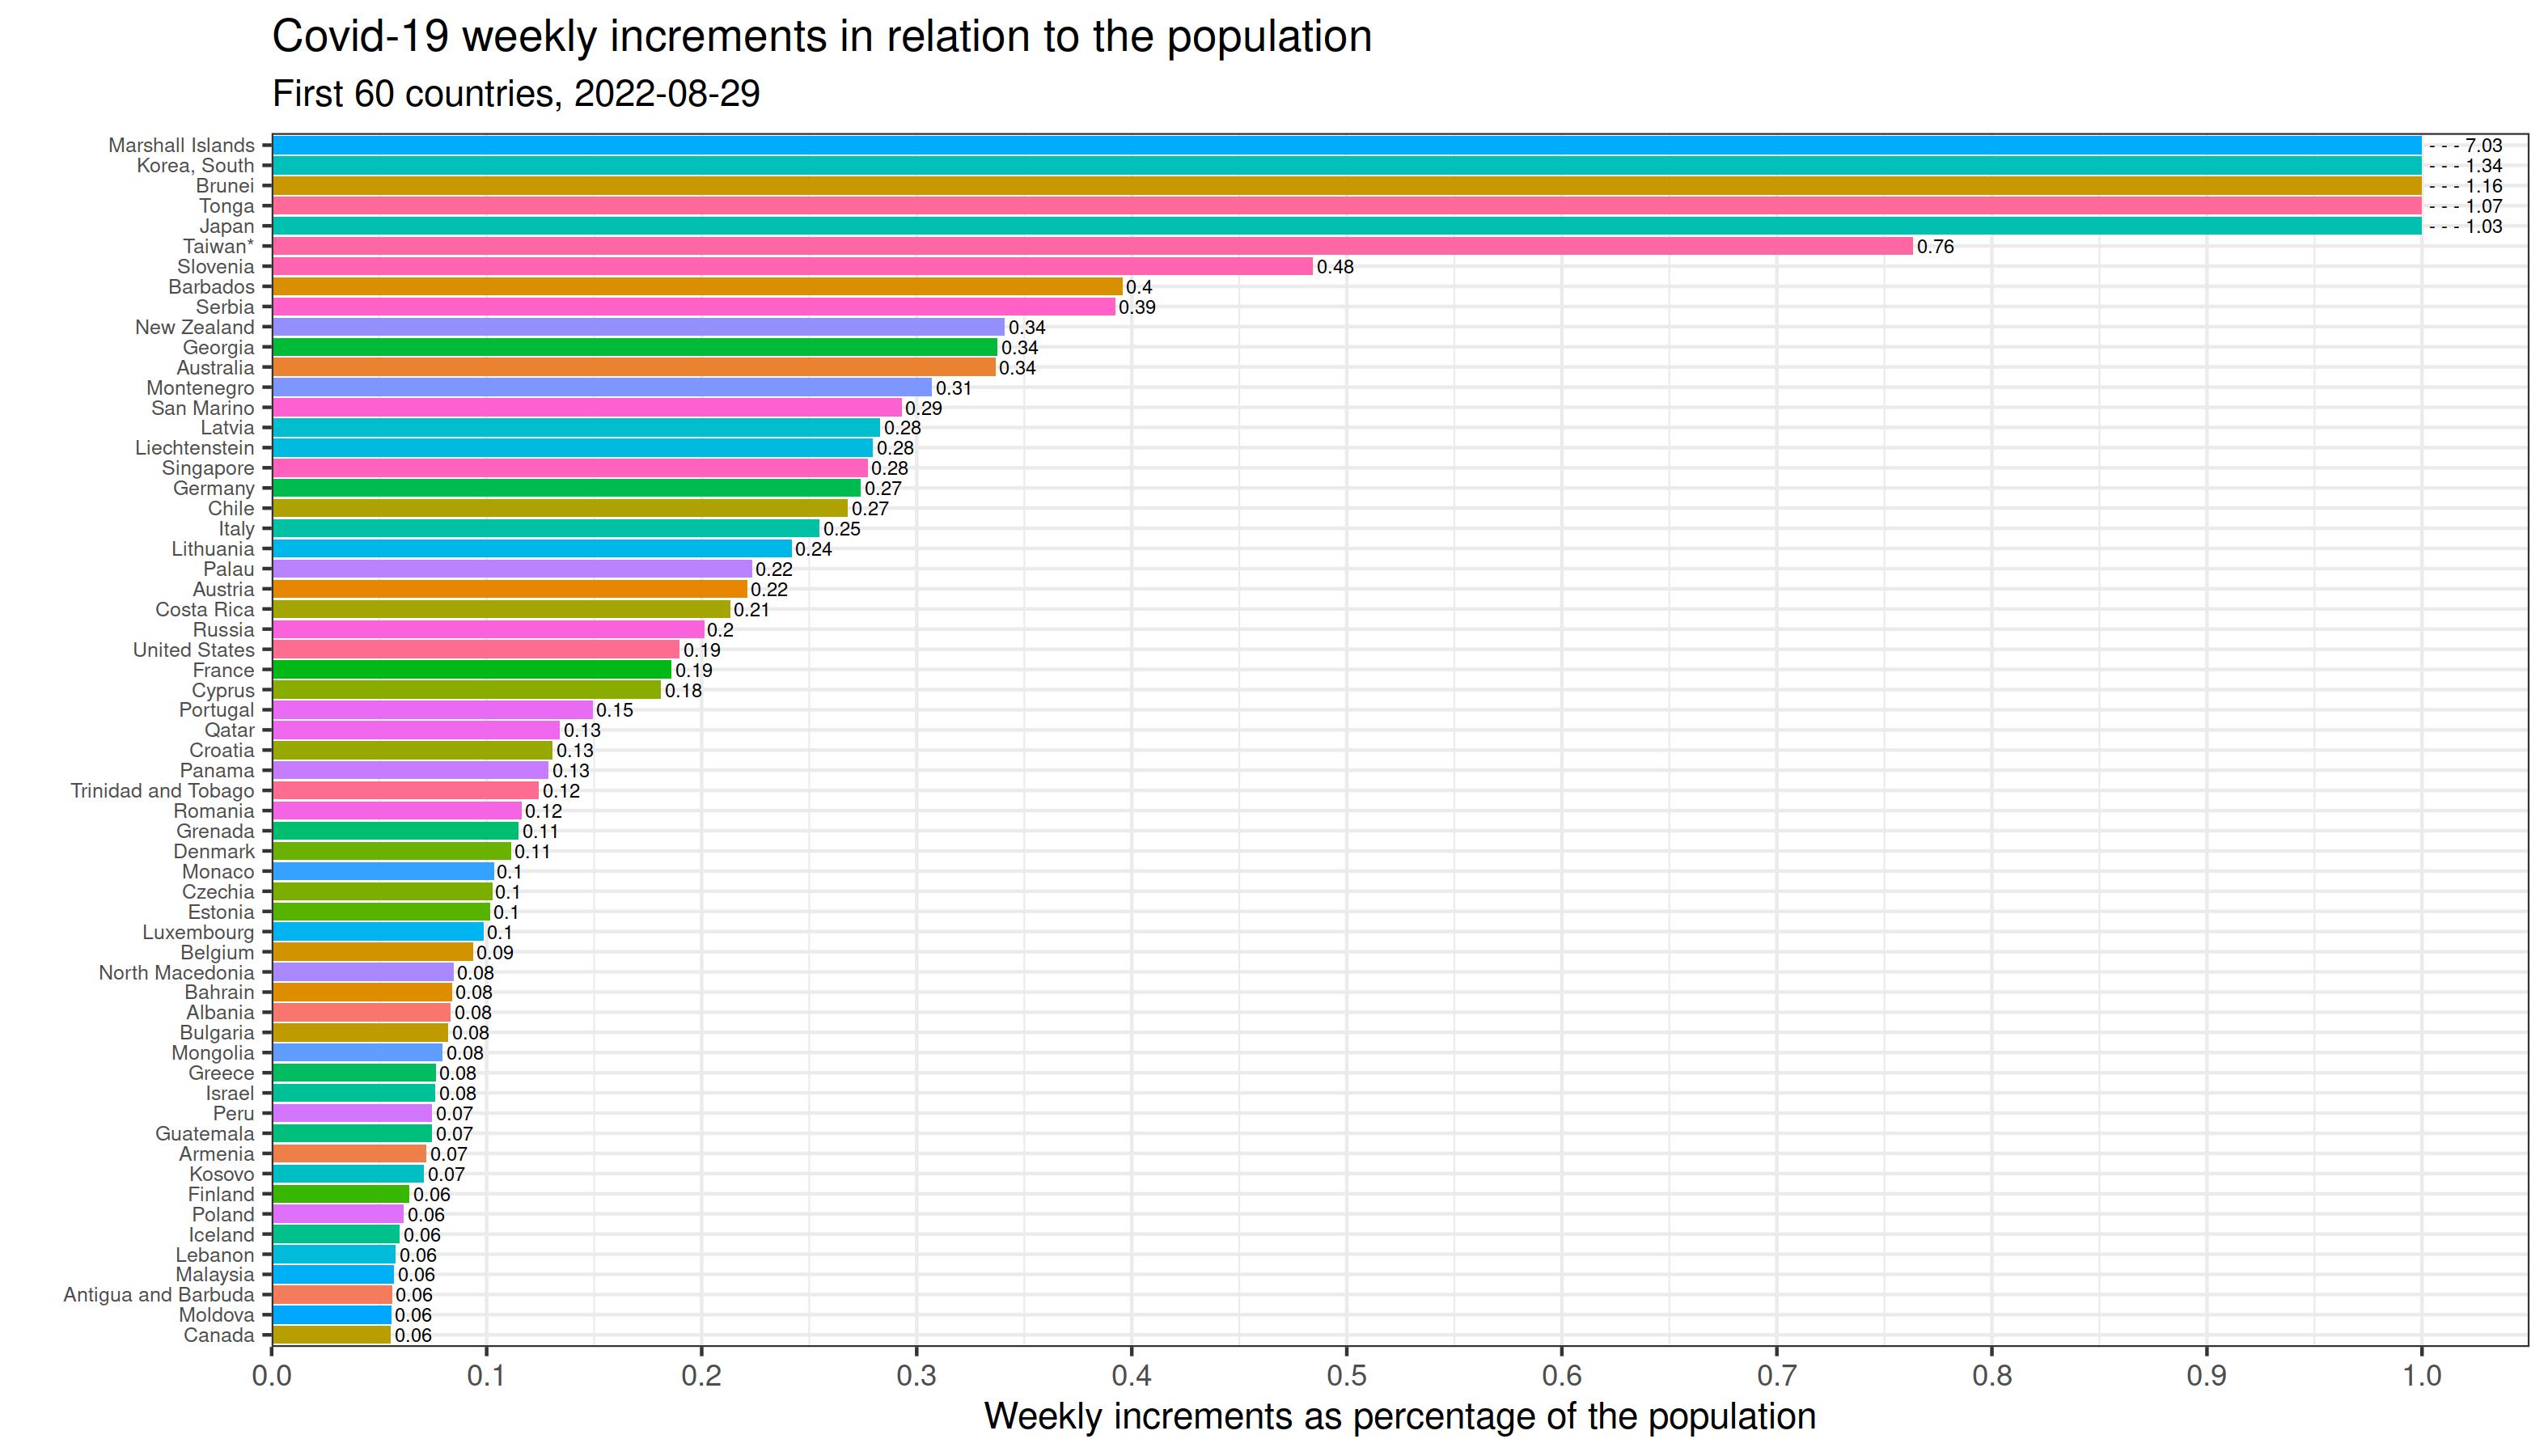 Covid-19 weekly increments in relation to the population
First 60 countries, 2022-08-29
Marshall Islands - - - 7.03
Korea, South - - - 1.34
Brunei - - - 1.16
Tonga - - - 1.07
Japan - - - 1.03
Taiwan* 0.76
Slovenia 0.48
Barbados 0.4
Serbia 0.39
New Zealand 0.34
Georgia 0.34
Australia 0.34
Montenegro 0.31
San Marino 0.29
Latvia 0.28
Liechtenstein 0.28
Singapore 0.28
Germany 0.27
Chile 0.27
Italy 0.25
Lithuania 0.24
Palau 0.22
Austria 0.22
Costa Rica 0.21
Russia 0.2
United States 0.19
France 0.19
Cyprus 0.18
Portugal 0.15
Qatar 0.13
Croatia 0.13
Panama 0.13
Trinidad and Tobago 0.12
Romania 0.12
Grenada 0.11
Denmark 0.11
Monaco 0.1
Czechia 0.1
Estonia 0.1
Luxembourg 0.1
Belgium 0.09
North Macedonia 0.08
Bahrain 0.08
Albania 0.08
Bulgaria 0.08
Mongolia 0.08
Greece 0.08
Israel 0.08
Peru 0.07
Guatemala 0.07
Armenia 0.07
Kosovo 0.07
Finland 0.06
Poland 0.06
Iceland 0.06
Lebanon 0.06
Malaysia 0.06
Antigua and Barbuda 0.06
Moldova 0.06
Canada 0.06
0.0 0.1 0.2 0.3 0.4 0.5 0.6 0.7 0.8 0.9 1.0
Weekly increments as percentage of the population